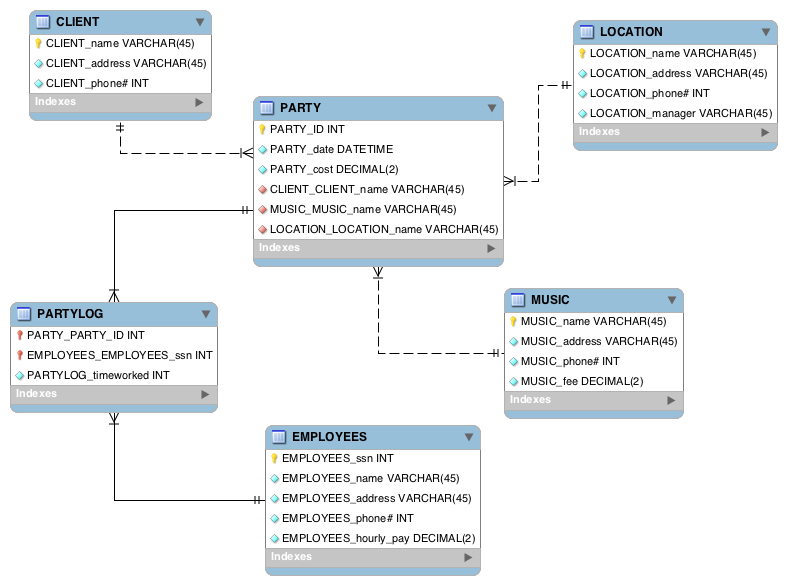 CLIENT
CLIENT_name VARCHAR(45)
CLIENT_address VARCHAR(45)
CLIENT_phone# INT
Indexes
LOCATION
LOCATION_name VARCHAR(45)
LOCATION_address VARCHAR(45)
LOCATION_phone# INT
LOCATION_manager VARCHAR(45)
Indexes
PARTY
PARTY_ID INT
PARTY_date DATETIME
PARTY_cost DECIMAL(2)
CLIENT_CLIENT_name VARCHAR(45)
MUSIC_MUSIC_name VARCHAR(45)
LOCATION_LOCATION_name VARCHAR(45)
Indexes
PARTYLOG
PARTY_PARTY_ID INT
EMPLOYEES_EMPLOYEES_ssn INT
PARTYLOG_timeworked INT
Indexes
MUSIC
MUSIC_name VARCHAR(45)
MUSIC_address VARCHAR(45)
MUSIC_phone# INT
MUSIC_fee DECIMAL(2)
Indexes
EMPLOYEES
EMPLOYEES_ssn INT
EMPLOYEES_name VARCHAR(45)
EMPLOYEES_address VARCHAR(45)
EMPLOYEES_phone# INT
EMPLOYEES_hourly_pay DECIMAL(2)
Indexes